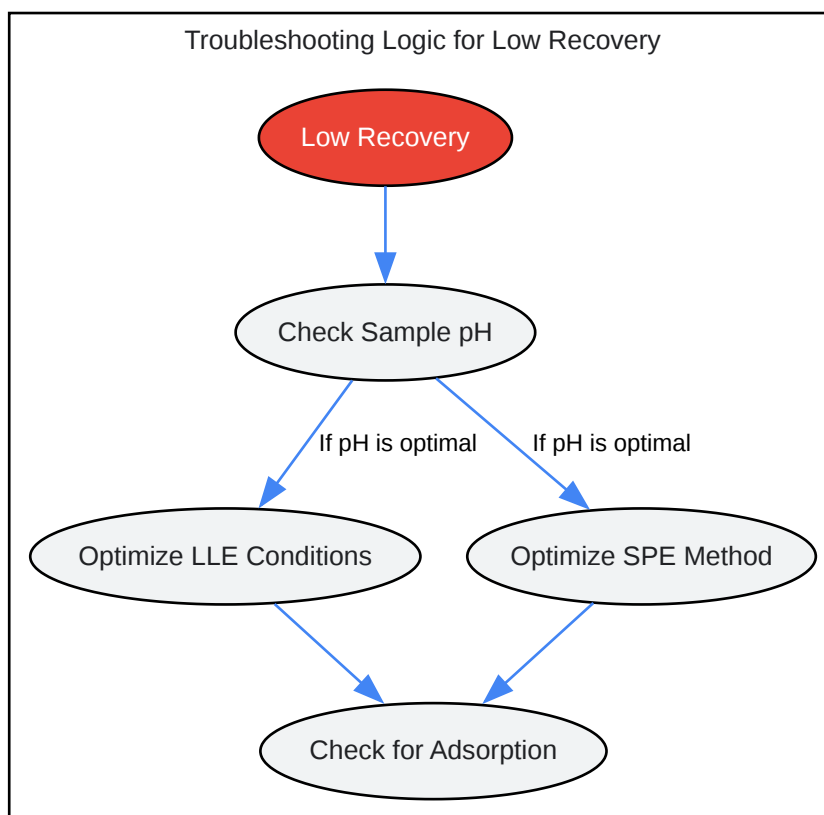 Troubleshooting Logic for Low Recovery
Low Recovery
Check Sample pH
If pH is optimal
If pH is optimal
Optimize LLE Conditions
Optimize SPE Method
Check for Adsorption